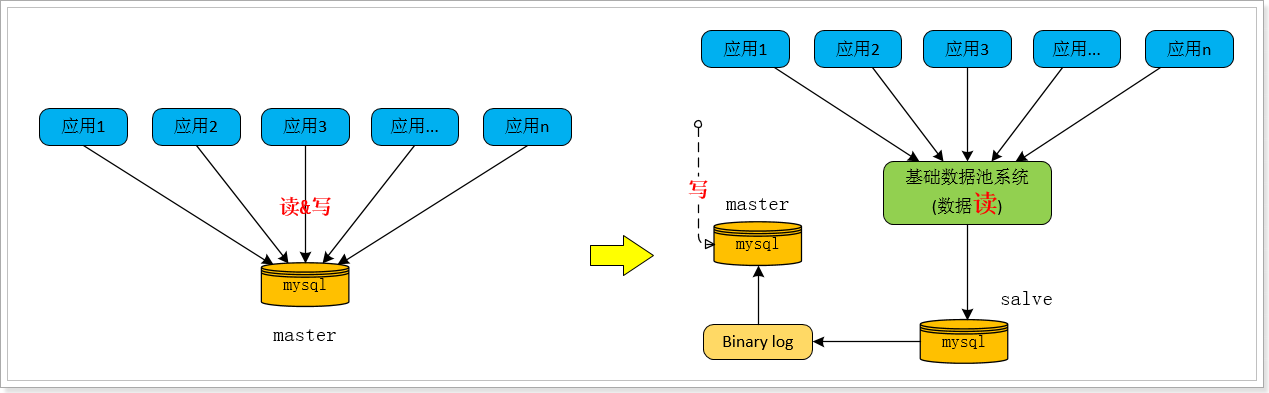 应用1
应用2
应用3
应用...
应用n
读&写
mysql
master
应用1
应用2
应用3
应用...
应用n
基础数据池系统
(数据读)
写
master
mysql
salve
mysql
Binary log